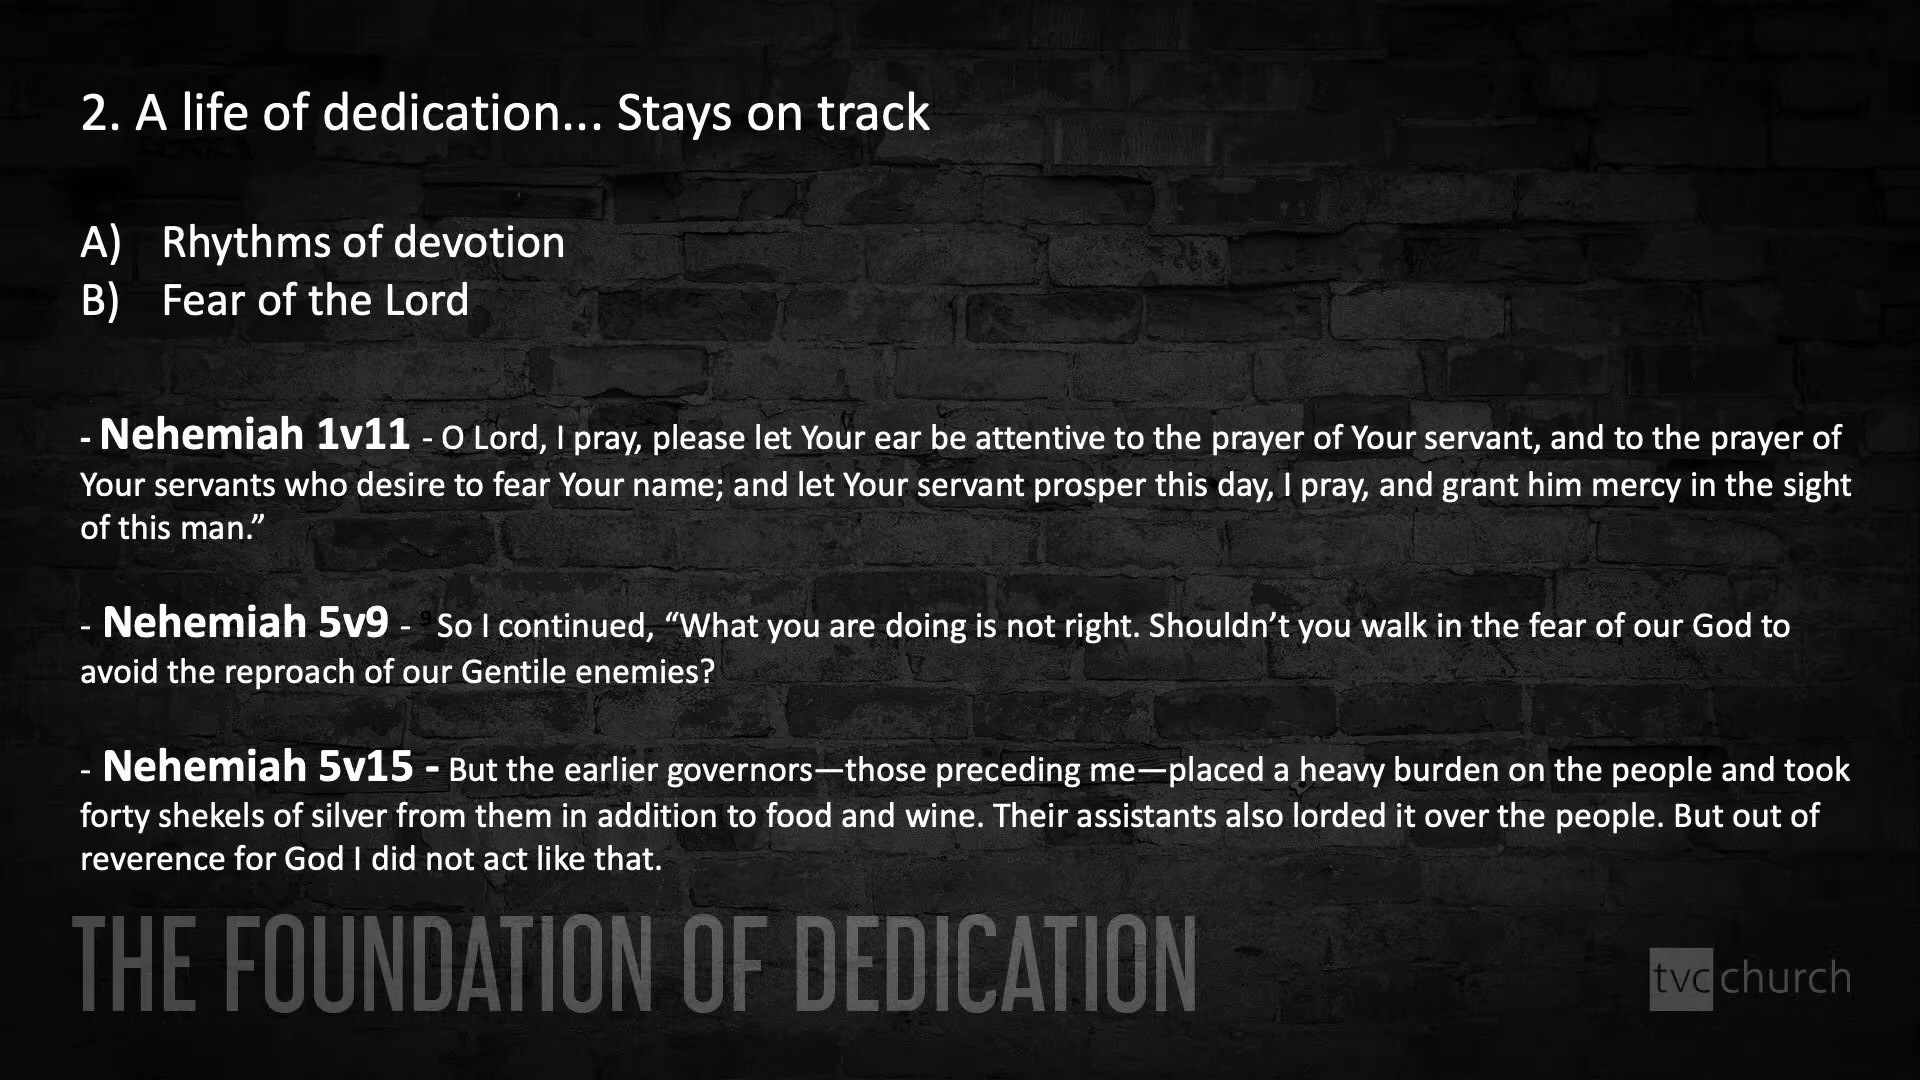 2. A life of dedication... Stays on track
A) Rhythms of devotion
B) Fear of the Lord
- Nehemiah 1v11 - O Lord, I pray, please let Your ear be attentive to the prayer of Your servant, and to the prayer of
Your servants who desire to fear Your name; and let Your servant prosper this day, I pray, and grant him mercy in the sight
of this man.”
- Nehemiah 5v9 - 9 So I continued, “What you are doing is not right. Shouldn’t you walk in the fear of our God to
avoid the reproach of our Gentile enemies?
- Nehemiah 5v15 - But the earlier governors—those preceding me—placed a heavy burden on the people and took
forty shekels of silver from them in addition to food and wine. Their assistants also lorded it over the people. But out of
reverence for God I did not act like that.
THE FOUNDATION OF DEDICATION
tvc church